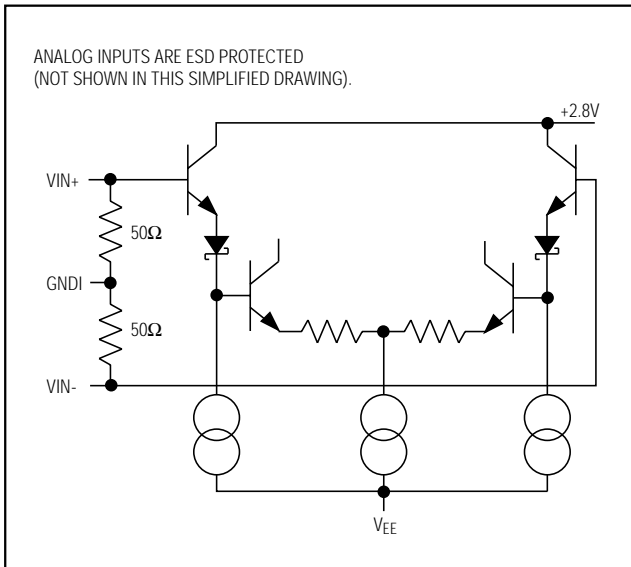 ANALOG INPUTS ARE ESD PROTECTED
(NOT SHOWN IN THIS SIMPLIFIED DRAWING).
+2.8V
VIN+
50Ω
GNDI
50Ω
VIN-
VEE